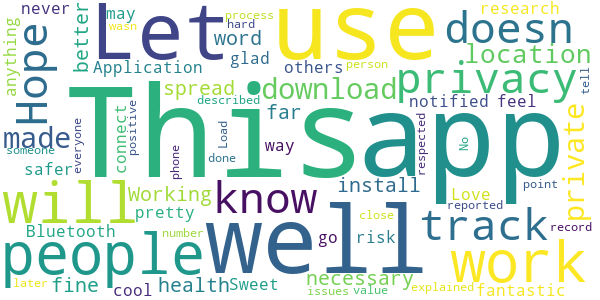 never
may
wasn
process
hard
research
anything
Hope
better
Let
word
glad
Application
use
others
person
doesn
location
tell
made
someone
safer
everyone
connect
positive
spread
described
This
far
download
privacy
app
notified
feel
respected
No
private
Load
done
phone
way
will
know
install
Love
point
Working
pretty
Bluetooth
people
well
track
reported
record
number
go
risk
close
work
later
fine
cool
health
Sweet
necessary
issues
value
explained
fantastic